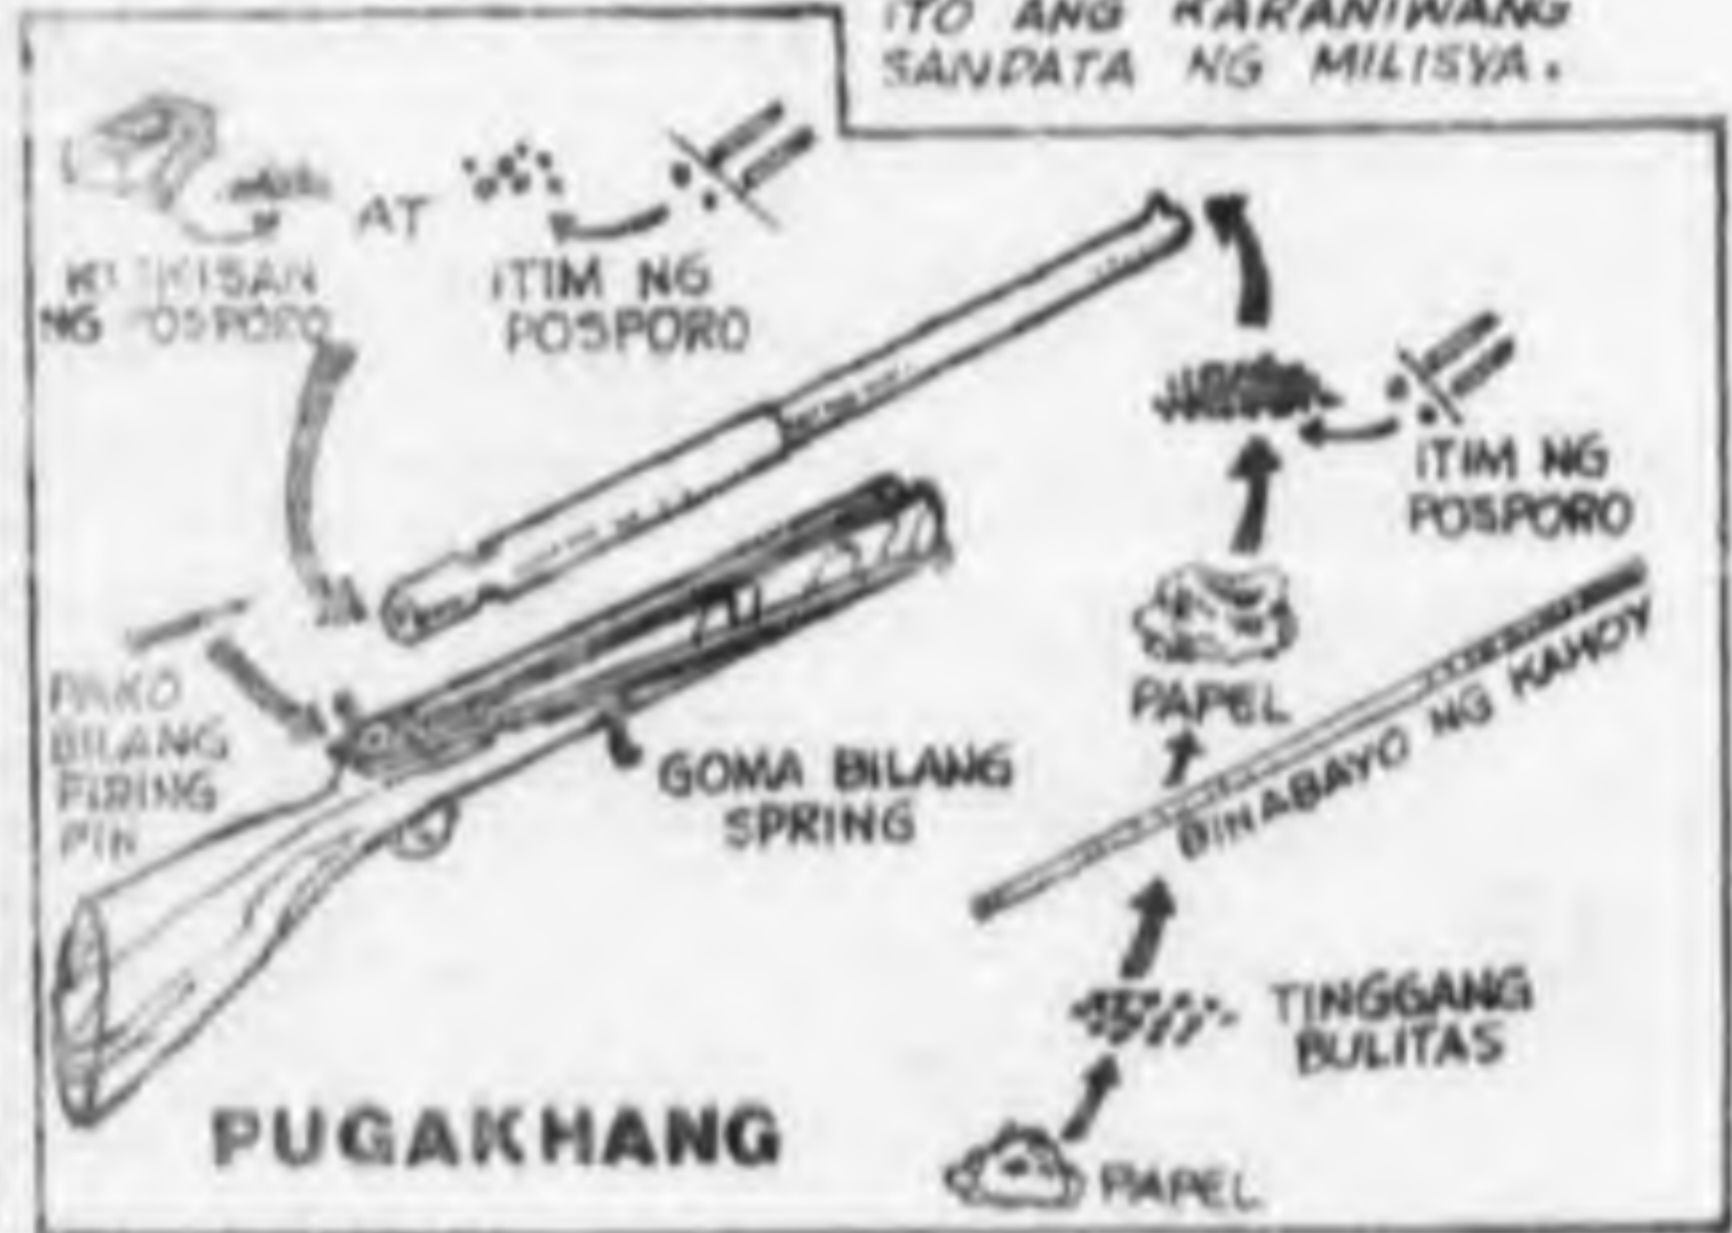 ITO ANG KARANIWANG
SANDATA NG MILISYA.
AT
KISKISAN
NG POSPORO
ITIM NG
POSPORO
ITIM NG
POSPORO
PAKO
BILANG
FIRING
PIN
GOMA BILANG
SPRING
PAPEL
BINABAYO NG KAHOY
TINGGANG
BULITAS
PAPEL
PUGAKHANG